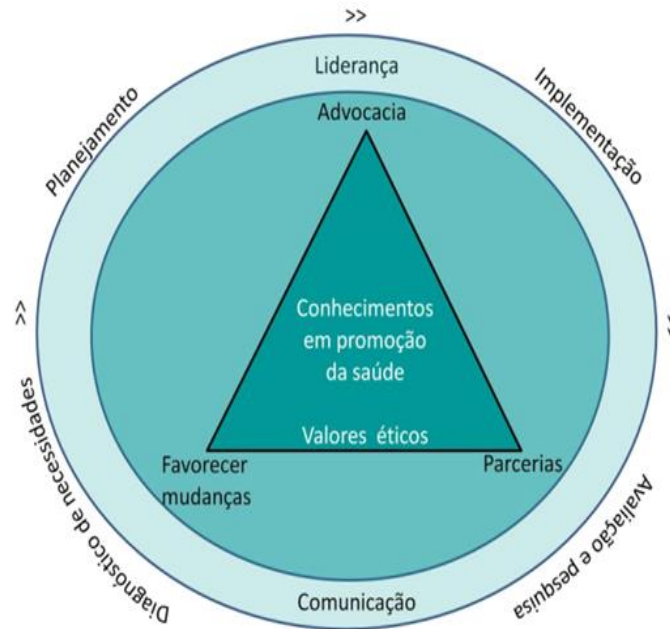 >>
Liderança
Advocacia
Planejamento
Implementação
Conhecimentos
em promoção
da saúde
Valores éticos
Favorecer
mudanças
Parcerias
>>
>>
Diagnóstico de necessidades
Avaliação e pesquisa
Comunicação